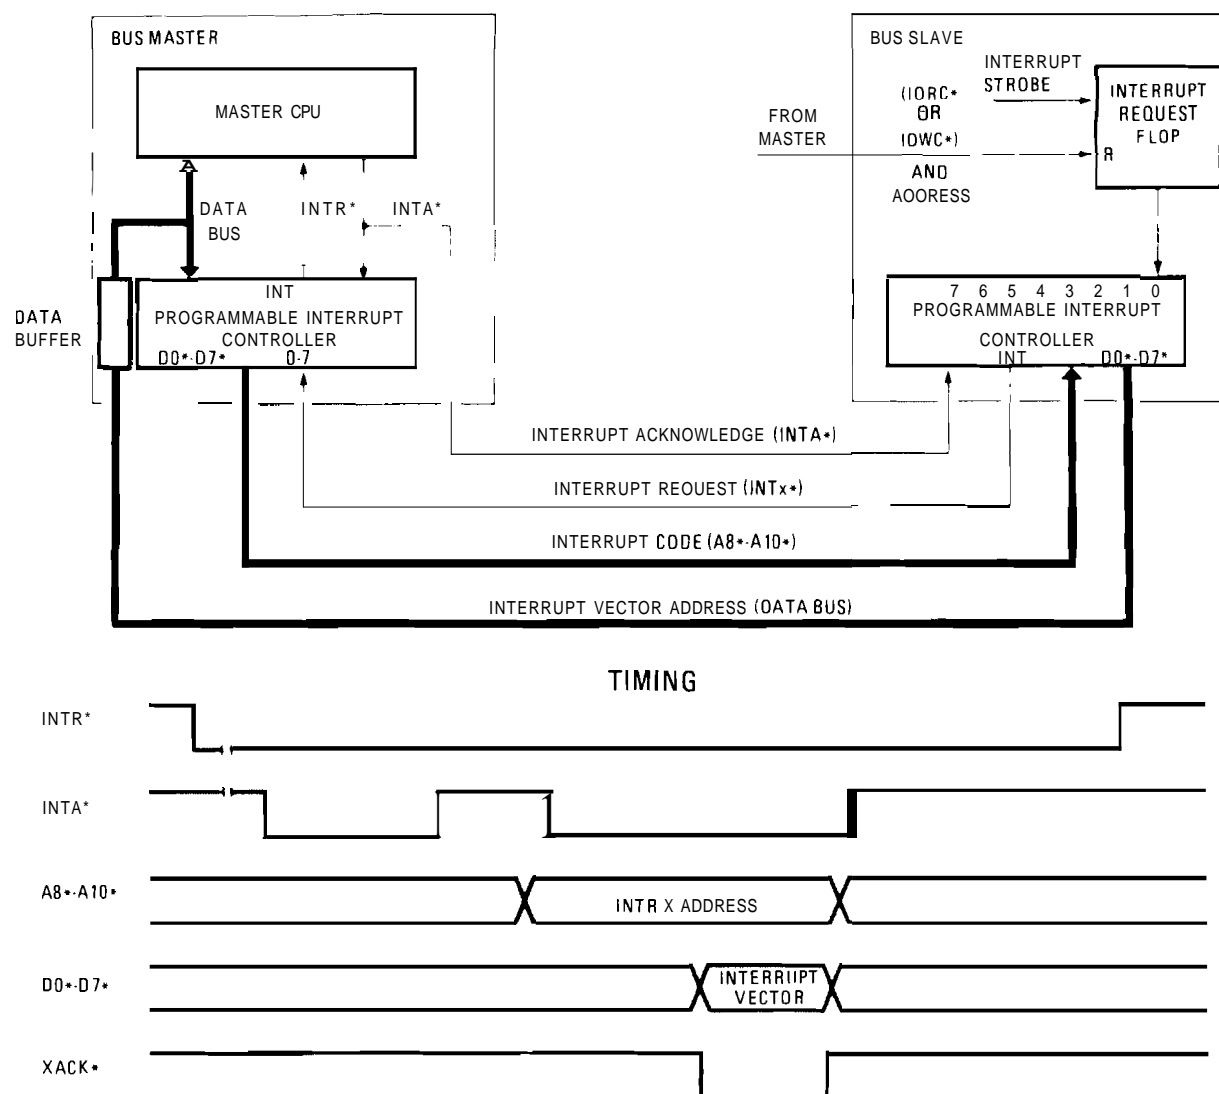 BUS MASTER
MASTER CPU
DATA
BUS
INTR*
INTA*
INT
PROGRAMMABLE INTERRUPT
CONTROLLER
D0*-D7*
0-7
DATA
BUFFER
BUS SLAVE
INTERRUPT
STROBE
(IORC*
OR
IOWC*)
AND
AOORESS
FROM
MASTER
INTERRUPT
REQUEST
FLOP
R
7 6 5 4 3 2 1 0
PROGRAMMABLE INTERRUPT
CONTROLLER
INT
D0*-D7*
INTERRUPT ACKNOWLEDGE (INTA*)
INTERRUPT REOUEST (INTx*)
INTERRUPT CODE (A8*-A10*)
INTERRUPT VECTOR ADDRESS (OATA BUS)
TIMING
INTR*
INTA*
A8*-A10*
INTR X ADDRESS
D0*-D7*
INTERRUPT
VECTOR
XACK*